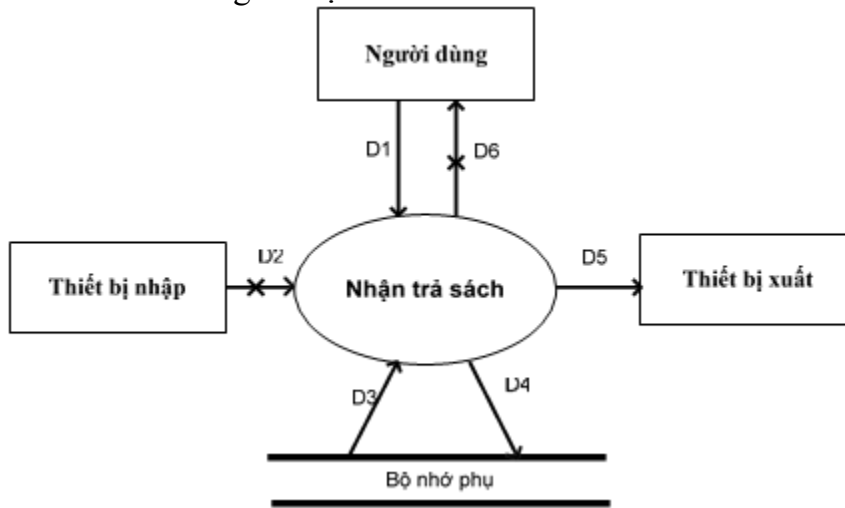 Người dùng
D1
D6
D2
D5
Thiết bị nhập
Nhận trả sách
Thiết bị xuất
D3
D4
Bộ nhớ phụ